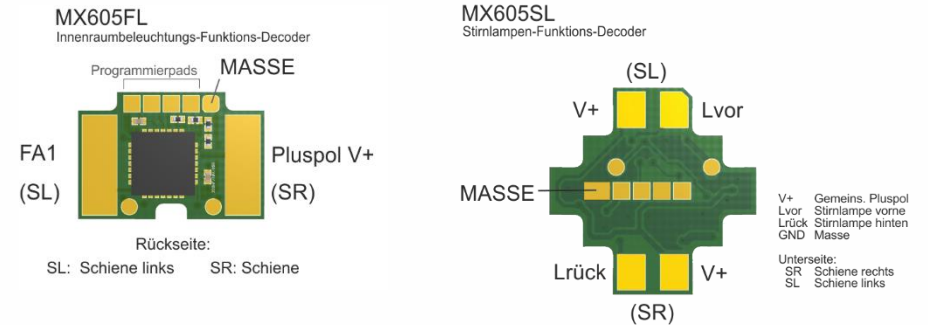 MX605FL
Innenraumbeleuchtungs-Funktions-Decoder
Programmierpads
MASSE
FA1
(SL)
Pluspol V+
(SR)
Rückseite:
SL: Schiene links SR: Schiene
MX605SL
Stirnlampen-Funktions-Decoder
(SL)
V+
Lvor
MASSE
Lrück
V+
(SR)
V+ Gemeins. Pluspol
Lvor Stirnlampe vorne
Lrück Stirnlampe hinten
GND Masse
Unterseite:
SR Schiene rechts
SL Schiene links